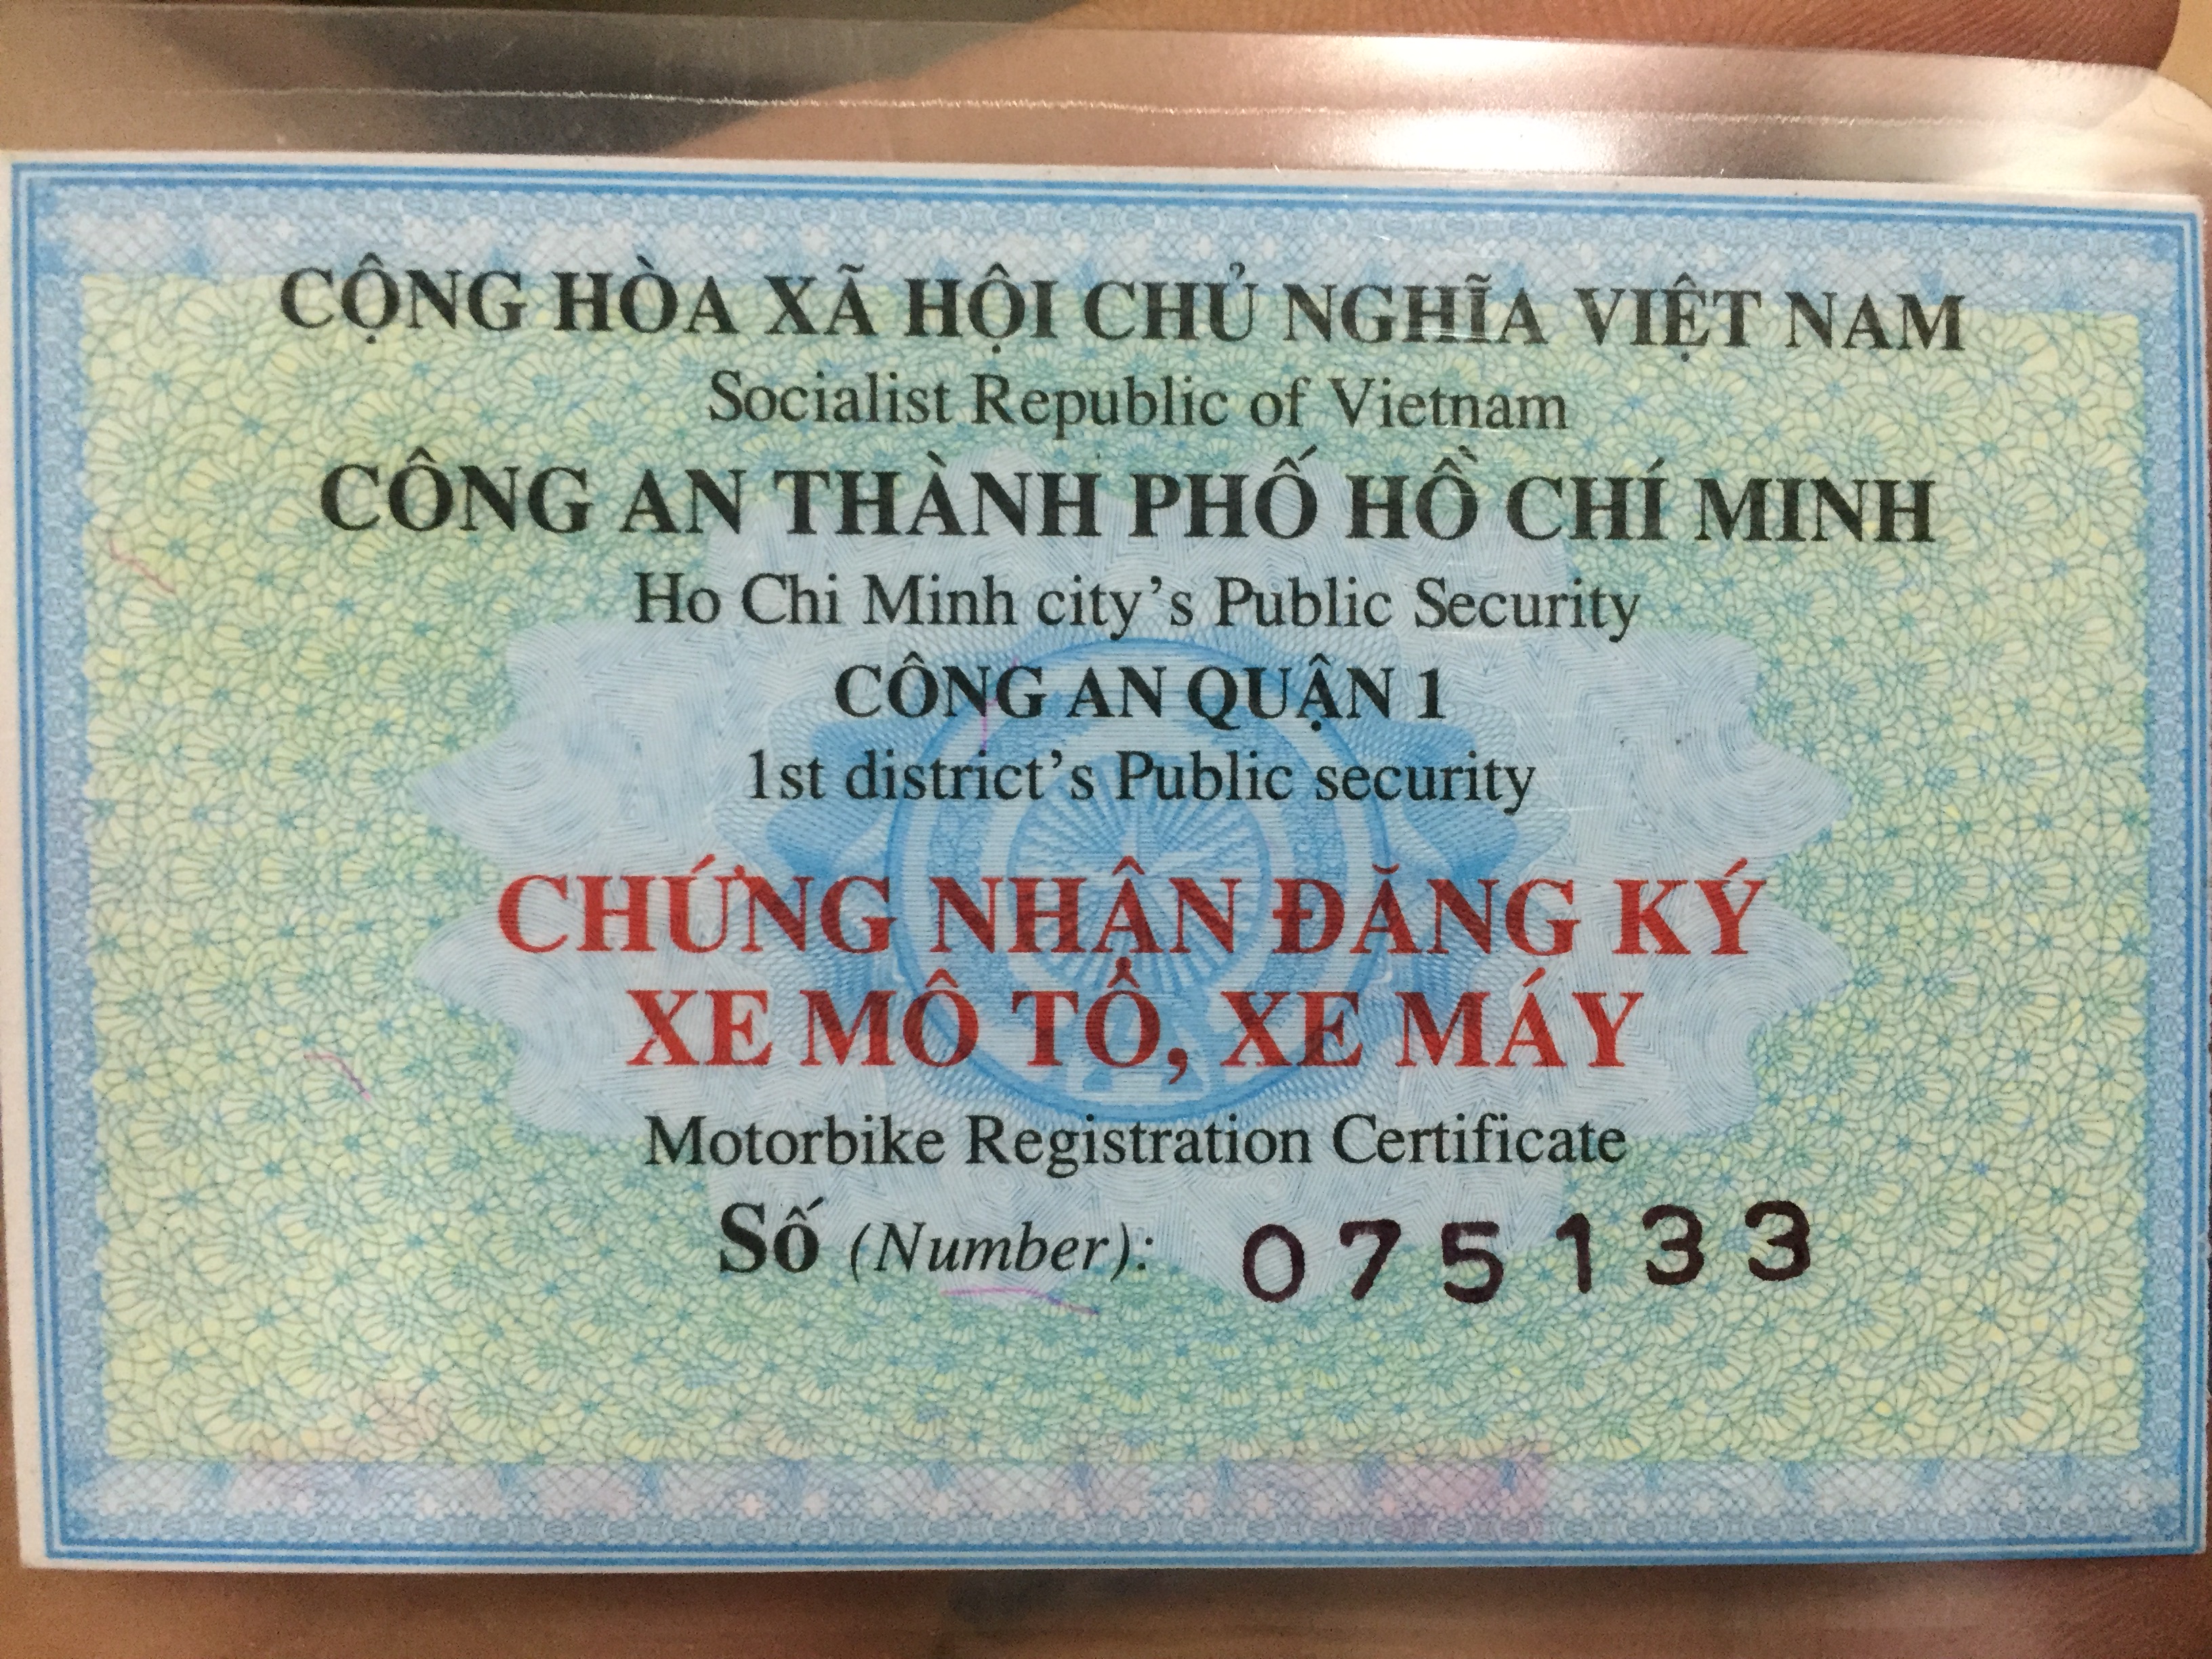 CỘNG HÒA XÃ HỘI CHỦ NGHĨA VIỆT NAM
Socialist Republic of Vietnam
CÔNG AN THÀNH PHỐ HỒ CHÍ MINH
Ho Chi Minh city's Public Security
CÔNG AN QUẬN 1
1st district's Public security
CHỨNG NHẬN ĐĂNG KÝ
XE MÔ TÔ, XE MÁY
Motorbike Registration Certificate
Số (Number): 075133